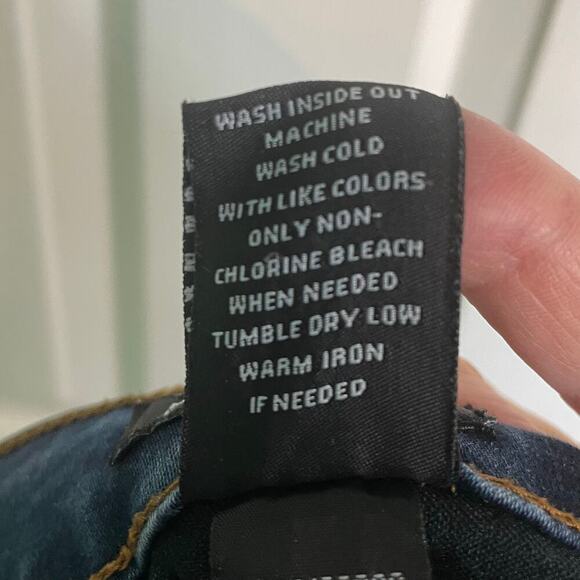 WASH INSIDE OUT
MACHINE
WASH COLD
WITH LIKE COLORS
ONLY NON-
CHLORINE BLEACH
WHEN NEEDED
TUMBLE DRY LOW
WARM IRON
IF NEEDED